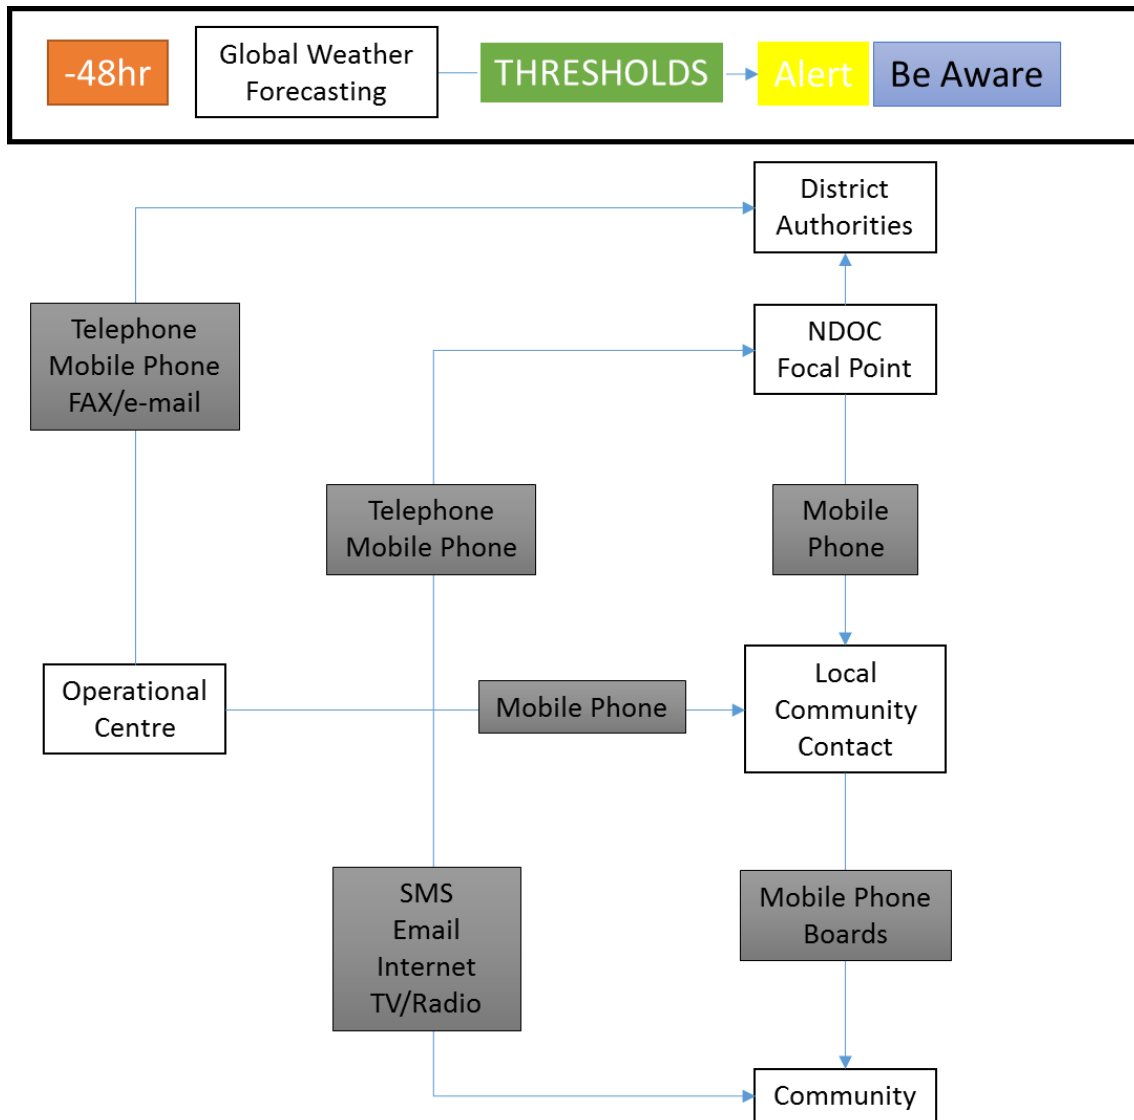 -48hr
Global Weather
Forecasting
THRESHOLDS
Alert
Be Aware
District
Authorities
Telephone
Mobile Phone
FAX/e-mail
NDOC
Focal Point
Telephone
Mobile Phone
Mobile
Phone
Operational
Centre
Mobile Phone
Local
Community
Contact
SMS
Email
Internet
TV/Radio
Mobile Phone
Boards
Community